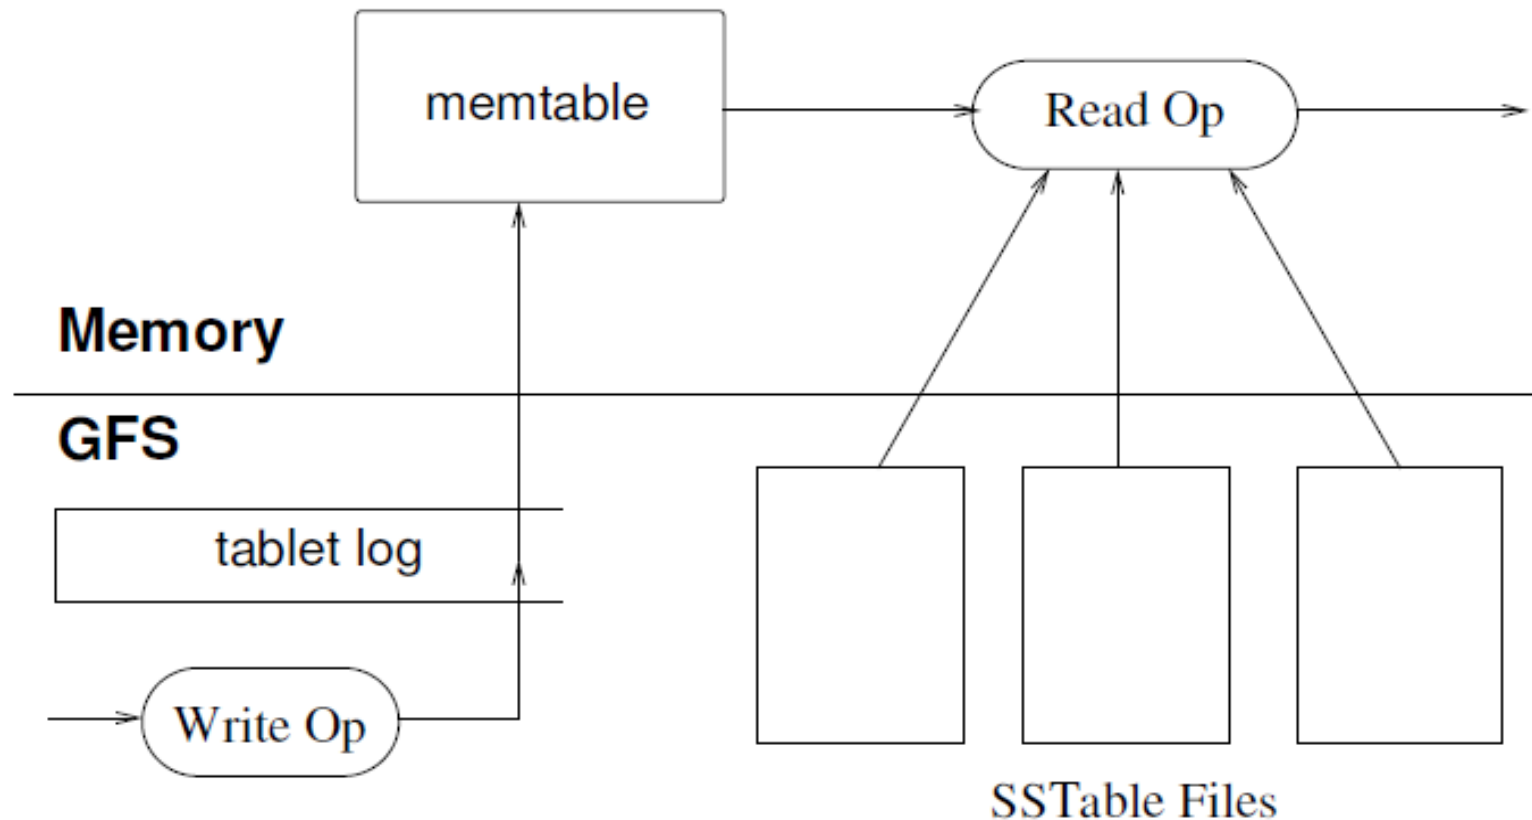 memtable
Read Op
Memory
GFS
tablet log
Write Op
SSTable Files